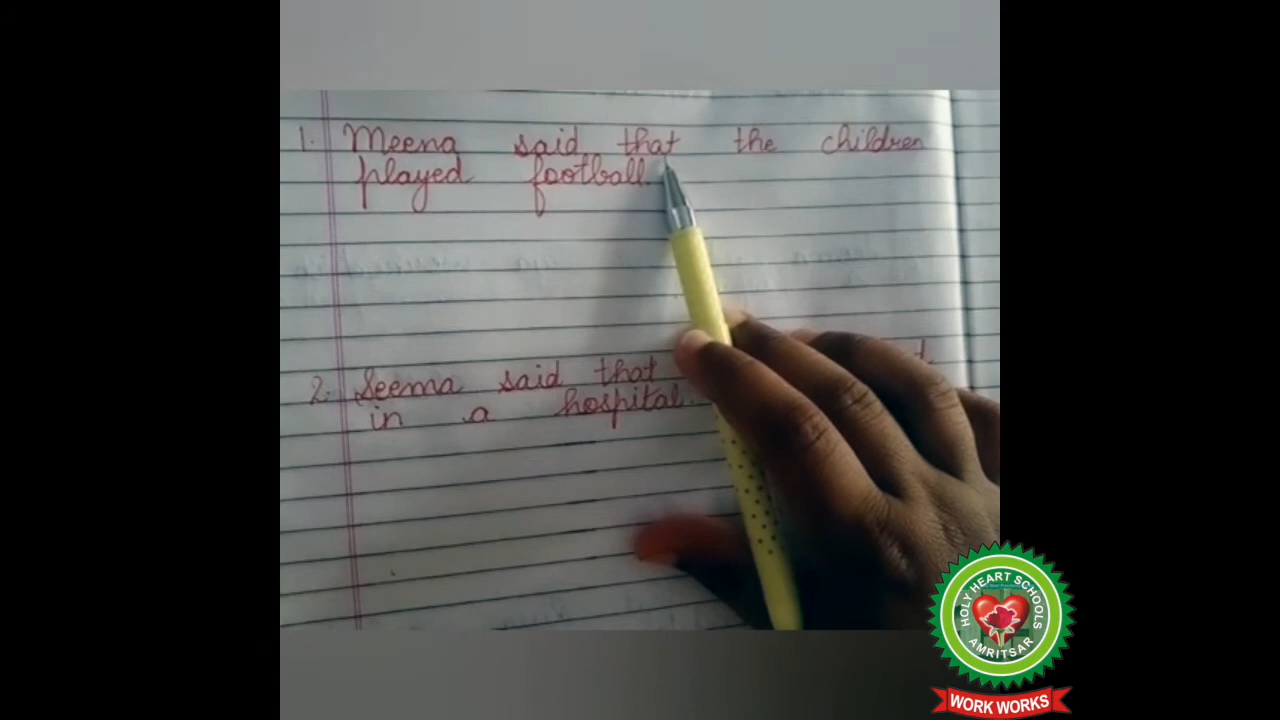 1. Meena said that the children
played football.
2. Seema said that
in a hospital.
HOLY HEART SCHOOLS
AMRITSAR
WORK WORKS